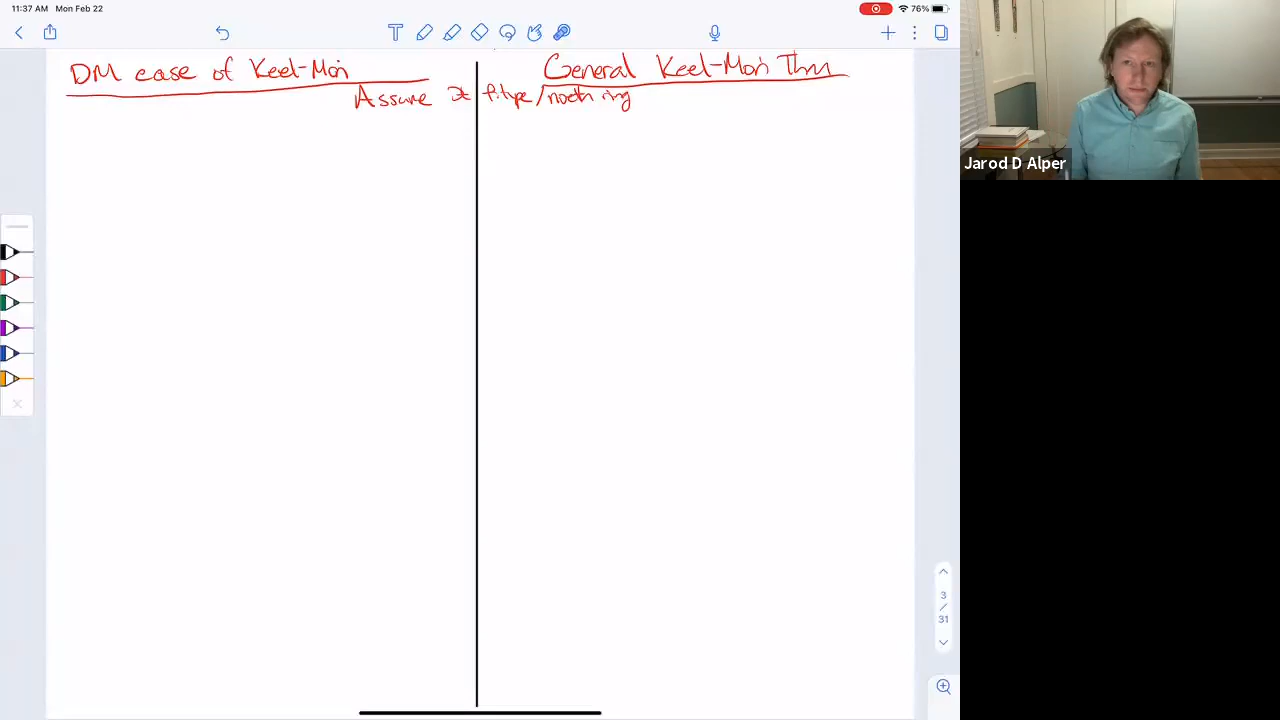 11:37 AM Mon Feb 22
76%
DM case of Keel-Mori
General Keel-Mori Thm
Assume X f.type/noeth ring
3
/
31
Jarod D Alper